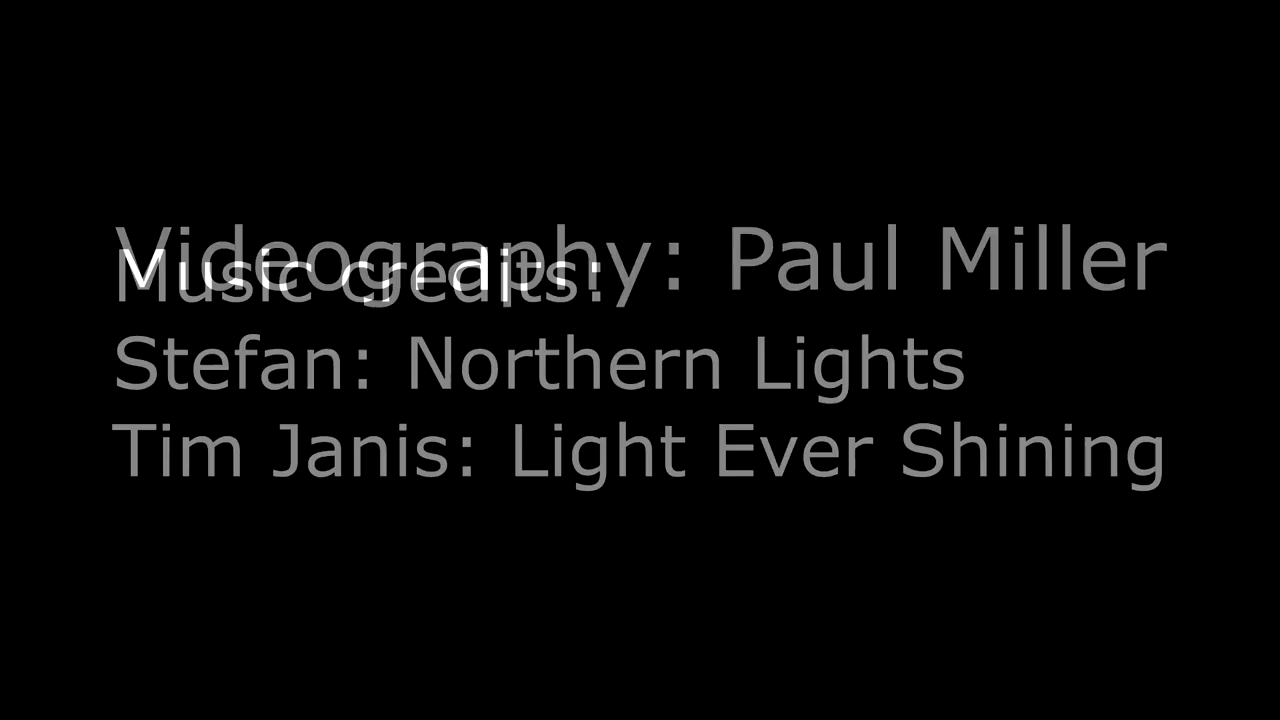 Videography: Paul Miller
Music credits:
Stefan: Northern Lights
Tim Janis: Light Ever Shining